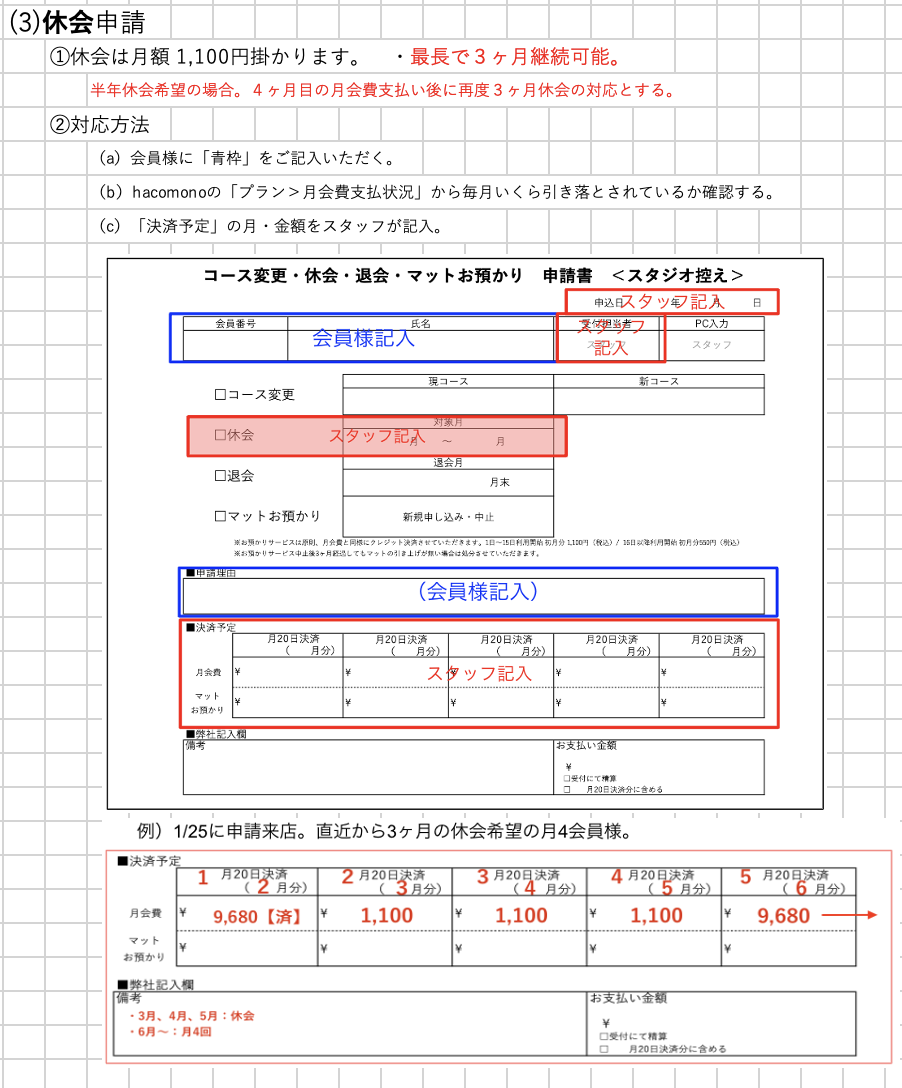 (3)休会申請
①休会は月額 1,100円掛かります。　・最長で３ヶ月継続可能。
半年休会希望の場合。４ヶ月目の月会費支払い後に再度３ヶ月休会の対応とする。
②対応方法
（a）会員様に「青枠」をご記入いただく。
（b）hacomonoの「プラン＞月会費支払状況」から毎月いくら引き落とされているか確認する。
（c）「決済予定」の月・金額をスタッフが記入。
コース変更・休会・退会・マットお預かり　申請書　＜スタジオ控え＞
申込日　年　月　日
スタッフ記入
会員番号　氏名　受付担当者　PC入力
会員様記入　スタッフ記入　スタッフ　スタッフ
現コース　新コース
□コース変更
対象月
□休会　スタッフ記入　月　～　月
退会月
□退会　月末
□マットお預かり　新規申し込み・中止
※お預かりサービスは原則、月会費と同様にクレジット決済させていただきます。1日～15日利用開始 初月分 1,100円（税込）/ 16日以降利用開始 初月分550円（税込）
※お預かりサービス中止後3ヶ月経過してもマットの引き上げが無い場合は処分させていただきます。
■申請理由
（会員様記入）
■決済予定
月20日決済　月20日決済　月20日決済　月20日決済　月20日決済
（　月分）　（　月分）　（　月分）　（　月分）　（　月分）
月会費　¥　¥　¥　¥　¥
スタッフ記入
マット
お預かり　¥　¥　¥　¥　¥
■弊社記入欄
備考　お支払い金額
¥
□受付にて精算
□　月20日決済分に含める
例）1/25に申請来店。直近から3ヶ月の休会希望の月4会員様。
■決済予定
1 月20日決済　2 月20日決済　3 月20日決済　4 月20日決済　5 月20日決済
（ 2 月分）　（ 3 月分）　（ 4 月分）　（ 5 月分）　（ 6 月分）
月会費　¥ 9,680【済】　¥ 1,100　¥ 1,100　¥ 1,100　¥ 9,680
マット
お預かり　¥　¥　¥　¥　¥
■弊社記入欄
備考　お支払い金額
・3月、4月、5月：休会
・6月～：月4回
¥
□受付にて精算
□　月20日決済分に含める